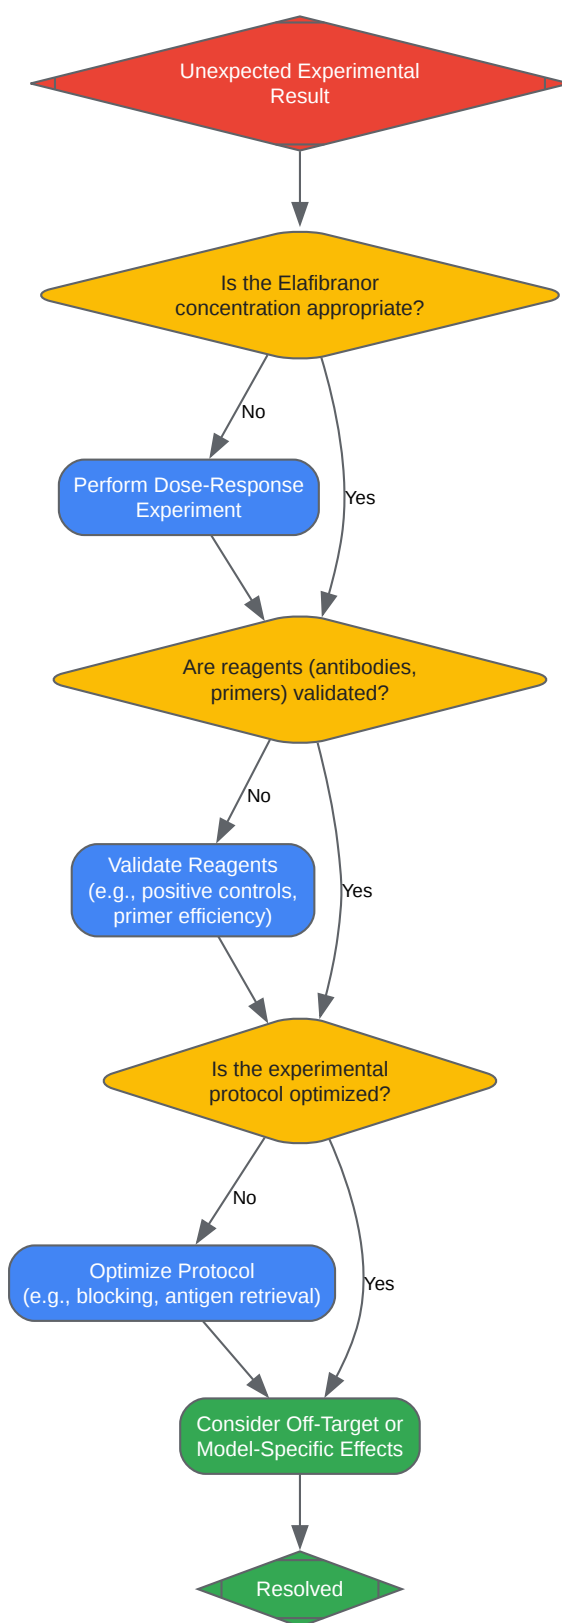 Unexpected Experimental
Result
Is the Elafibranor
concentration appropriate?
No
Perform Dose-Response
Experiment
Yes
Are reagents (antibodies,
primers) validated?
No
Validate Reagents
(e.g., positive controls,
primer efficiency)
Yes
Is the experimental
protocol optimized?
No
Optimize Protocol
(e.g., blocking, antigen retrieval)
Yes
Consider Off-Target or
Model-Specific Effects
Resolved